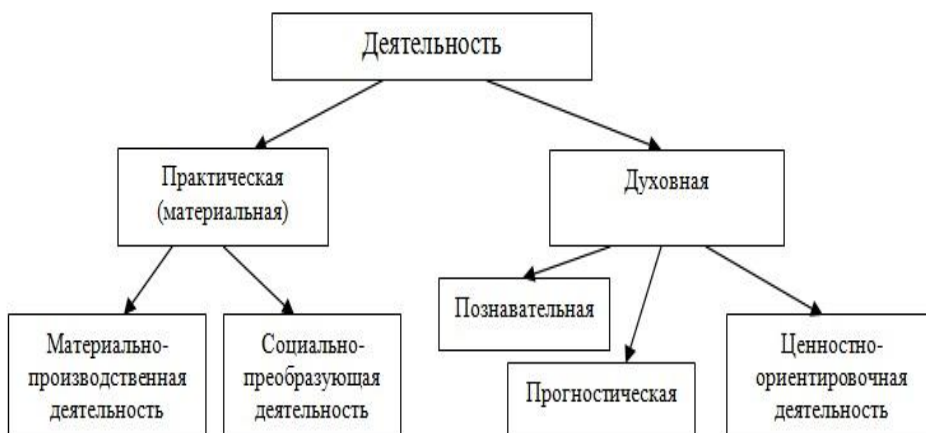 Деятельность
Практическая
(материальная)
Духовная
Материально-
производственная
деятельность
Социально-
преобразующая
деятельность
Познавательная
Прогностическая
Ценностно-
ориентировочная
деятельность